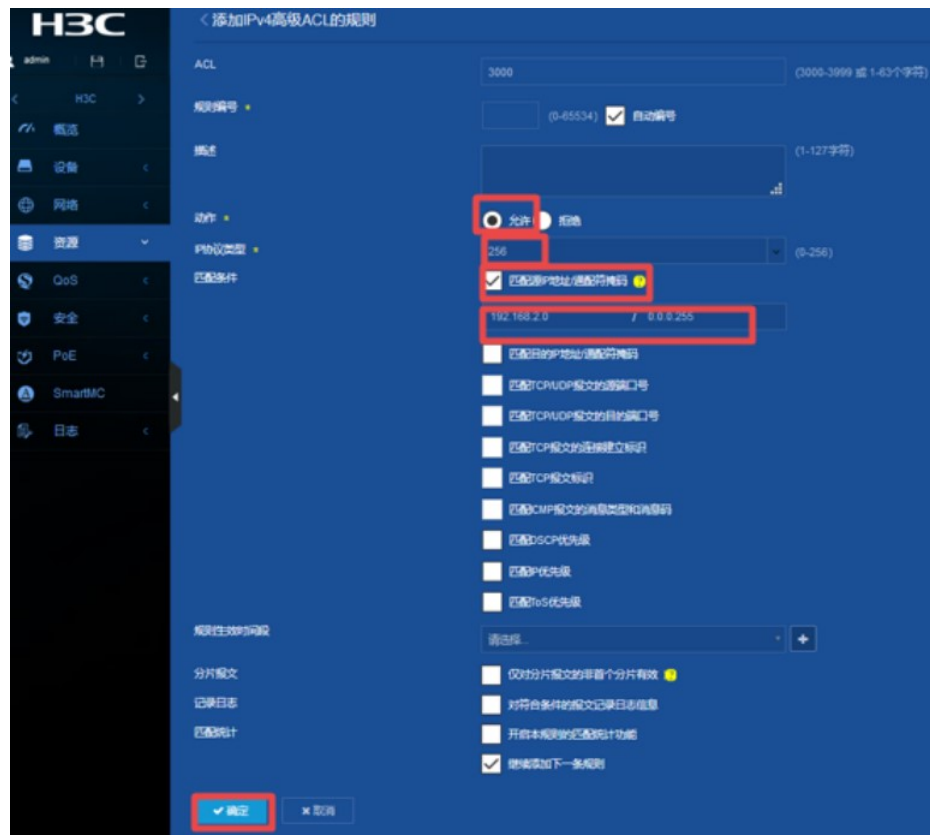 H3C
〈 添加IPv4高级ACL的规则
admin
H3C
概览
设备
网络
资源
QoS
安全
PoE
SmartMC
日志
ACL
3000
(3000-3999 或 1-63个字符)
规则编号 *
(0-65534) 自动编号
描述
(1-127字符)
动作 *
允许 拒绝
IP协议类型 *
256
(0-256)
匹配条件
匹配源IP地址/通配符掩码 ?
192.168.2.0 / 0.0.0.255
匹配目的IP地址/通配符掩码
匹配TCP/UDP报文的源端口号
匹配TCP/UDP报文的目的端口号
匹配TCP报文的连接建立标识
匹配TCP报文标识
匹配ICMP报文的消息类型和消息码
匹配DSCP优先级
匹配IP优先级
匹配ToS优先级
规则生效时间段
请选择...
+
分片报文
仅对分片报文的非首个分片有效 ?
记录日志
对符合条件的报文记录日志信息
匹配统计
开启本规则的匹配统计功能
继续添加下一条规则
✔确定
×取消